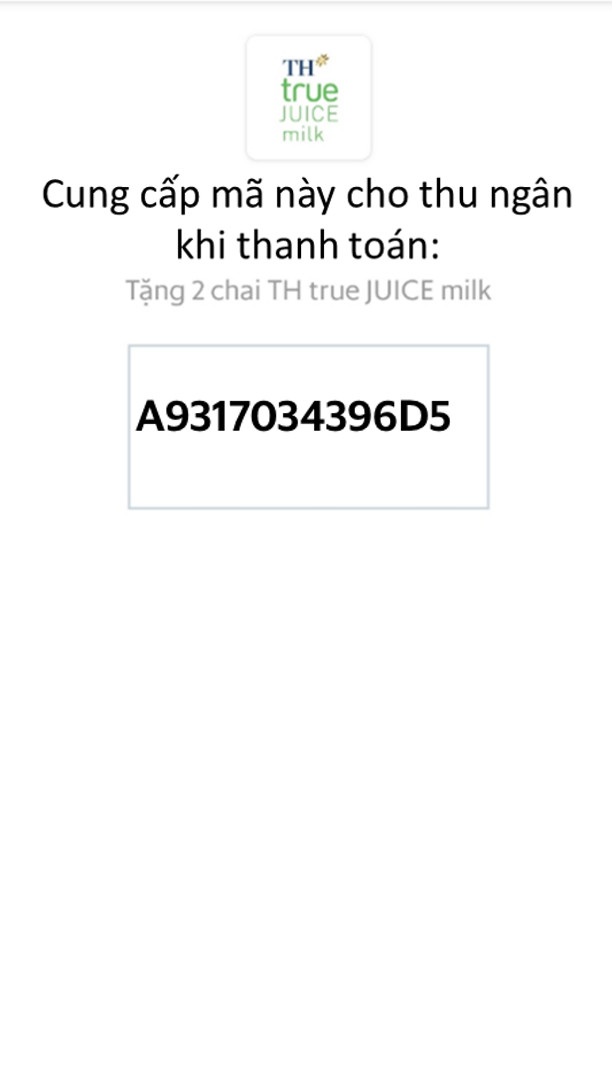 TH
true
JUICE
milk
Cung cấp mã này cho thu ngân
khi thanh toán:
Tặng 2 chai TH true JUICE milk
A9317034396D5